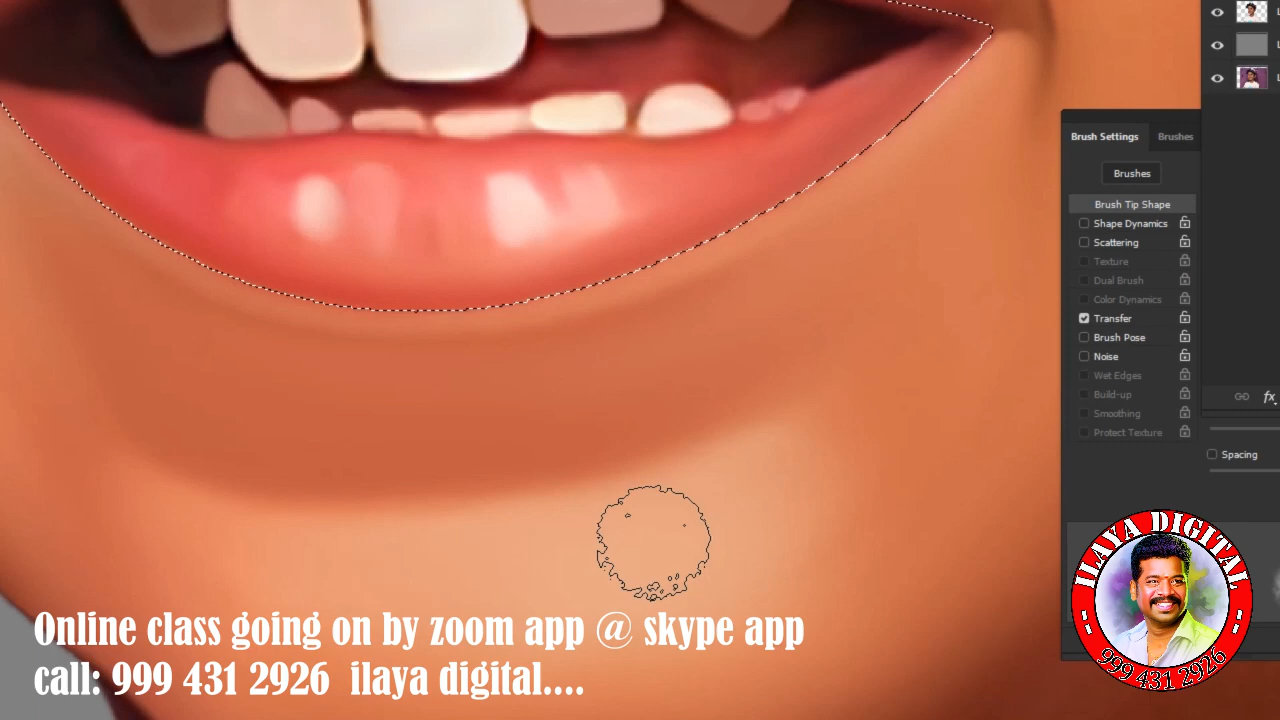 Brush Settings
Brushes
Brushes
Brush Tip Shape
Shape Dynamics
Scattering
Texture
Dual Brush
Color Dynamics
Transfer
Brush Pose
Noise
Wet Edges
Build-up
Smoothing
Protect Texture
fx
Spacing
ILAYA DIGITAL
999 431 2926
Online class going on by zoom app @ skype app
call: 999 431 2926 ilaya digital....